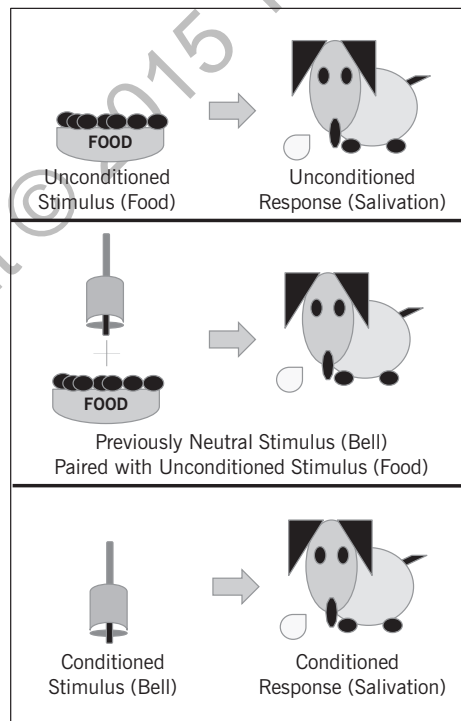 © 2015
FOOD
Unconditioned
Stimulus (Food)
Unconditioned
Response (Salivation)
FOOD
Previously Neutral Stimulus (Bell)
Paired with Unconditioned Stimulus (Food)
Conditioned
Stimulus (Bell)
Conditioned
Response (Salivation)